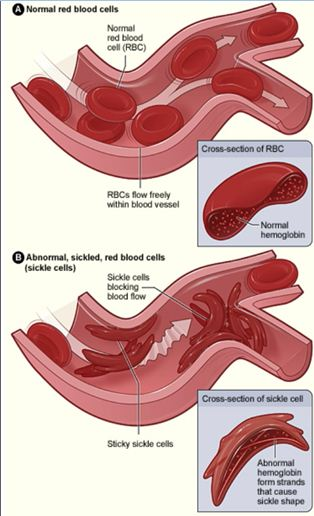 A Normal red blood cells
Normal
red blood
cell (RBC)
RBCs flow freely
within blood vessel
Cross-section of RBC
Normal
hemoglobin
B Abnormal, sickled, red blood cells
(sickle cells)
Sickle cells
blocking
blood flow
Sticky sickle cells
Cross-section of sickle cell
Abnormal
hemoglobin
form strands
that cause
sickle shape